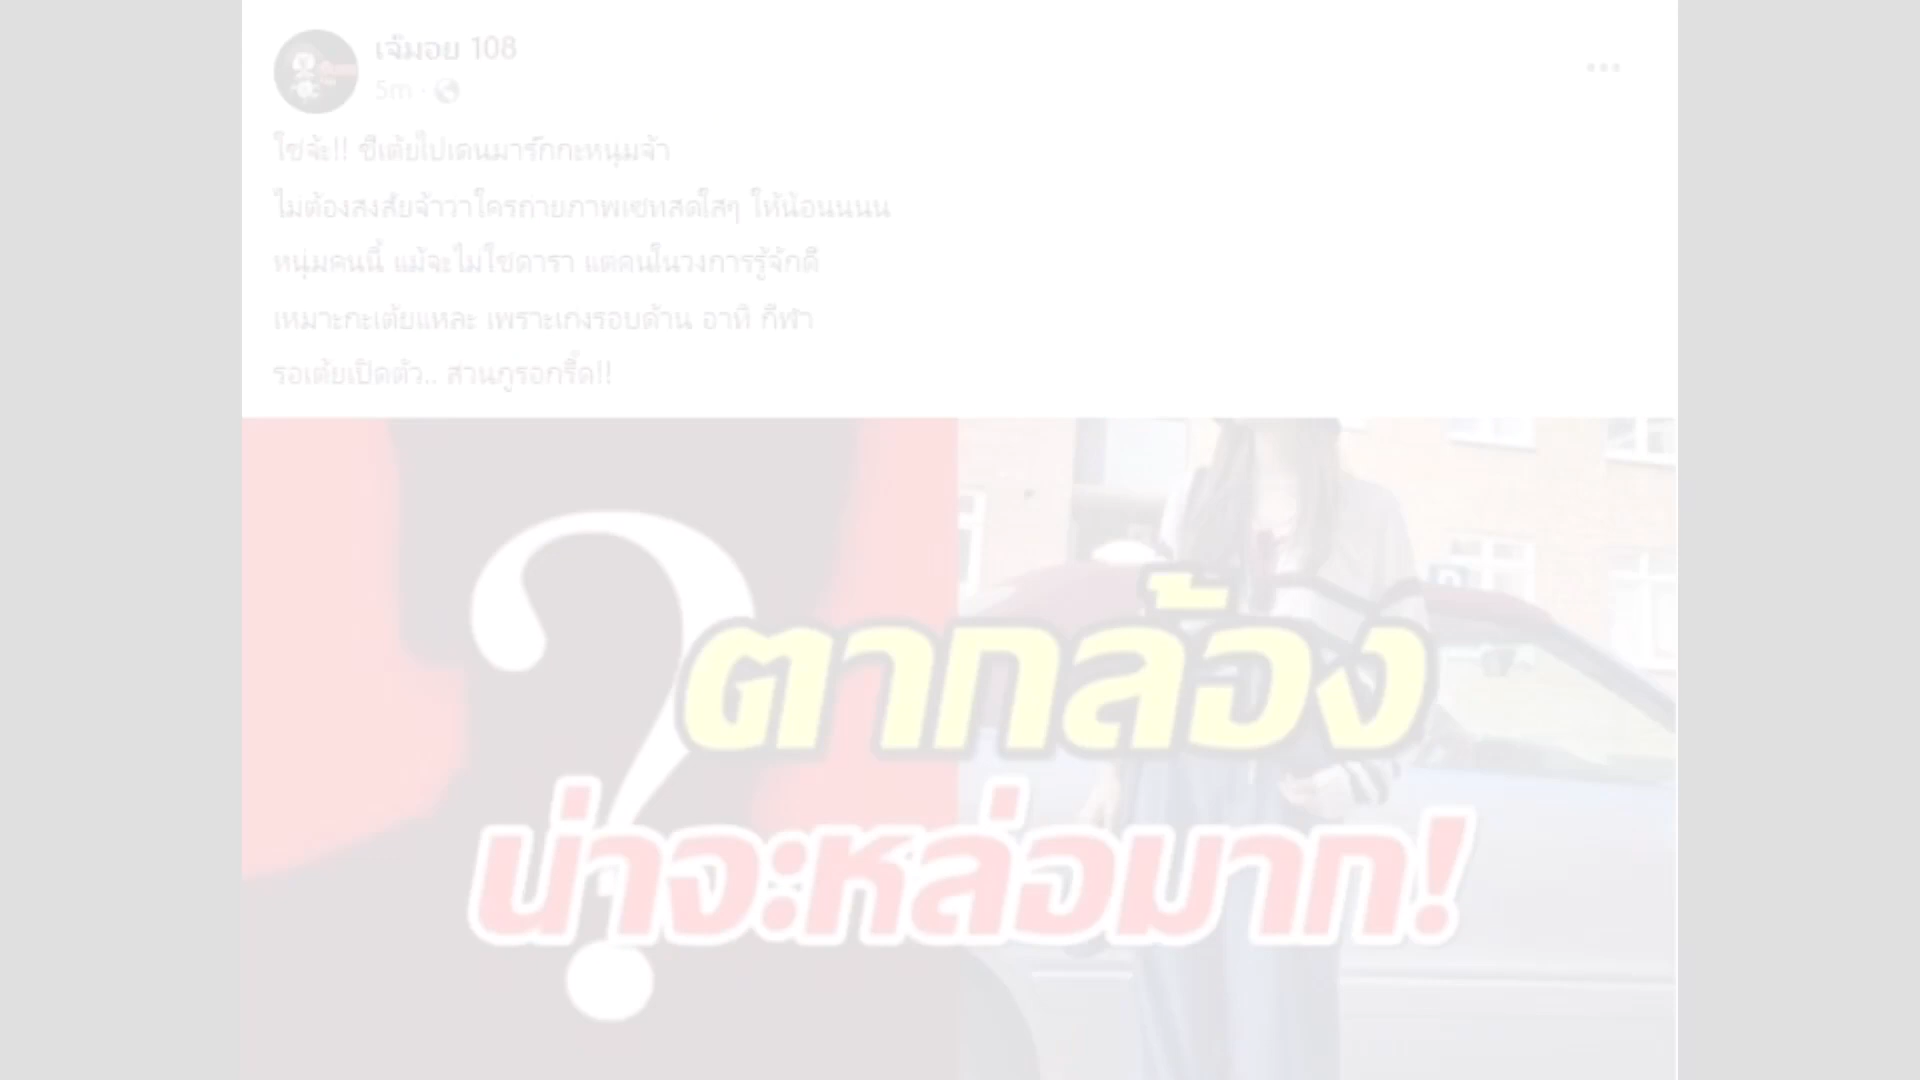 เจ๊มอย 108
5m
ใช่จ้ะ!! ชีเต้ยไปเดนมาร์กกะหนุ่มจ้า
ไม่ต้องสงสัยจ้าว่าใครถ่ายภาพเซทสดใสๆ ให้น้อนนนน
หนุ่มคนนี้ แม้จะไม่ใช่ดารา แต่คนในวงการรู้จักดี
เหมาะกะเต้ยแหละ เพราะเก่งรอบด้าน อาทิ กีฬา
รอเต้ยเปิดตัว.. ส่วนกูรอกรี๊ด!!
?
ตากล้อง
น่าจะหล่อมาก!